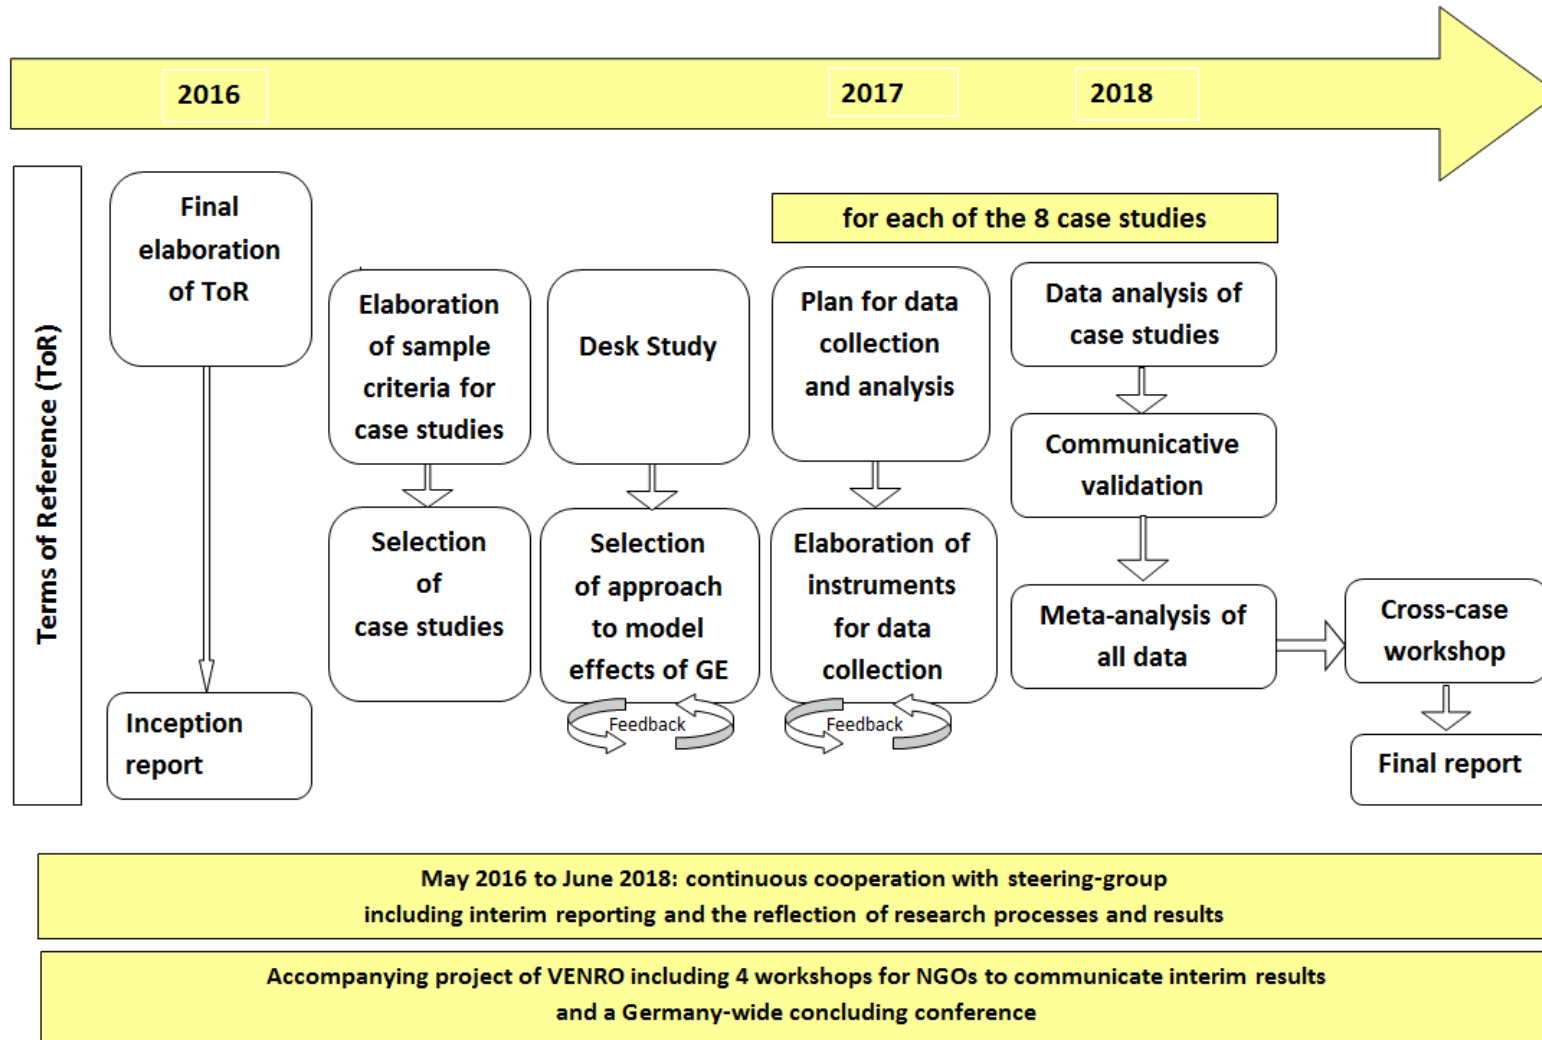 2016
2017
2018
Terms of Reference (ToR)
Final
elaboration
of ToR
Inception
report
Elaboration
of sample
criteria for
case studies
Selection
of
case studies
Desk Study
Selection
of approach
to model
effects of GE
Feedback
for each of the 8 case studies
Plan for data
collection
and analysis
Elaboration of
instruments
for data
collection
Feedback
Data analysis of
case studies
Communicative
validation
Meta-analysis of
all data
Cross-case
workshop
Final report
May 2016 to June 2018: continuous cooperation with steering-group
including interim reporting and the reflection of research processes and results
Accompanying project of VENRO including 4 workshops for NGOs to communicate interim results
and a Germany-wide concluding conference